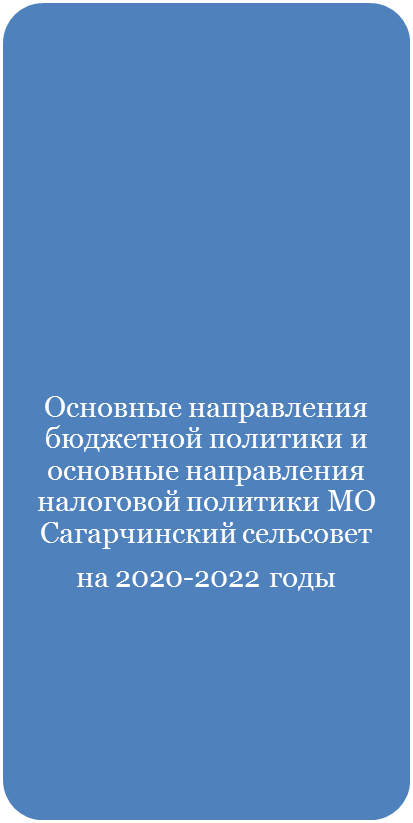 Основные направления
бюджетной политики и
основные направления
налоговой политики МО
Сагарчинский сельсовет
на 2020-2022 годы